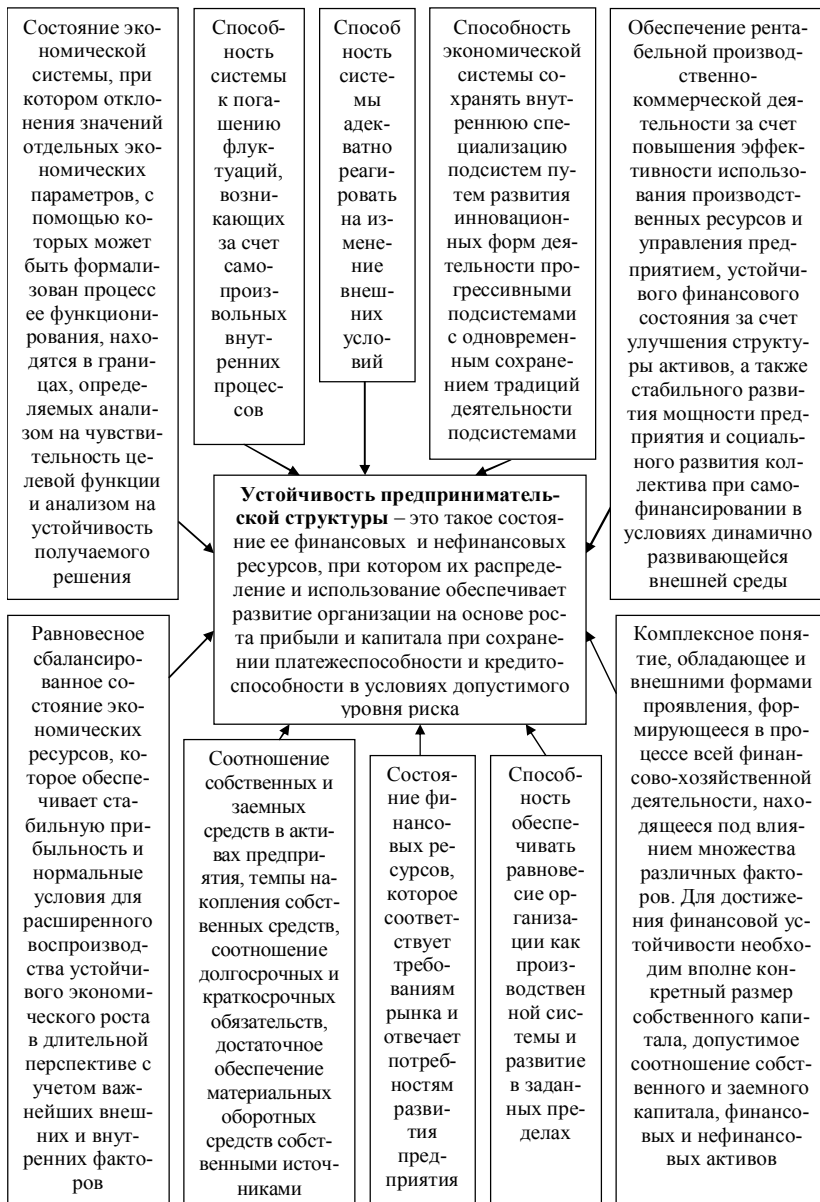 Состояние эко-
номической
системы, при
котором откло-
нения значений
отдельных эко-
номических
параметров, с
помощью ко-
торых может
быть формали-
зован процесс
ее функциони-
рования, нахо-
дятся в грани-
цах, опреде-
ляемых анали-
зом на чувстви-
тельность це-
левой функции
и анализом на
устойчивость
получаемого
решения
Способ-
ность
системы
к пога-
шению
флук-
туаций,
возни-
кающих
за счет
само-
произ-
вольных
внут-
ренних
процес-
сов
Способ
ность
систе-
мы
адек-
ватно
реаги-
ровать
на из-
мене-
ние
внеш-
них
усло-
вий
Способность
экономической
системы со-
хранять внут-
реннюю спе-
циализацию
подсистем пу-
тем развития
инновацион-
ных форм дея-
тельности про-
грессивными
подсистемами
с одновремен-
ным сохране-
нием традиций
деятельности
подсистемами
Обеспечение рента-
бельной производ-
ственно-
коммерческой дея-
тельности за счет
повышения эффек-
тивности использо-
вания производст-
венных ресурсов и
управления пред-
приятием, устойчи-
вого финансового
состояния за счет
улучшения структу-
ры активов, а также
стабильного разви-
тия мощности пред-
приятия и социаль-
ного развития кол-
лектива при само-
финансировании в
условиях динамично
развивающейся
внешней среды
Устойчивость предприниматель-
ской структуры – это такое состоя-
ние ее финансовых и нефинансовых
ресурсов, при котором их распреде-
ление и использование обеспечивает
развитие организации на основе рос-
та прибыли и капитала при сохране-
нии платежеспособности и кредито-
способности в условиях допустимого
уровня риска
Равновесное
сбалансиро-
ванное со-
стояние эко-
номических
ресурсов, ко-
торое обеспе-
чивает ста-
бильную при-
быльность и
нормальные
условия для
расширенного
воспроизвод-
ства устойчи-
вого экономи-
ческого роста
в длительной
перспективе с
учетом важ-
нейших внеш-
них и внут-
ренних факто-
ров
Соотношение
собственных и
заемных
средств в акти-
вах предприя-
тия, темпы на-
копления собст-
венных средств,
соотношение
долгосрочных и
краткосрочных
обязательств,
достаточное
обеспечение
материальных
оборотных
средств собст-
венными источ-
никами
Состоя-
ние фи-
нансо-
вых ре-
сурсов,
которое
соответ-
ствует
требо-
ваниям
рынка и
отвечает
потреб-
ностям
разви-
тия
пред-
приятия
Способ-
ность
обеспе-
чивать
равнове-
сие ор-
ганиза-
ции как
произ-
водствен
ной сис-
темы и
развитие
в задан-
ных пре-
делах
Комплексное поня-
тие, обладающее и
внешними формами
проявления, фор-
мирующееся в про-
цессе всей финан-
сово-хозяйственной
деятельности, нахо-
дящееся под влия-
нием множества
различных факто-
ров. Для достиже-
ния финансовой ус-
тойчивости необхо-
дим вполне кон-
кретный размер
собственного капи-
тала, допустимое
соотношение собст-
венного и заемного
капитала, финансо-
вых и нефинансо-
вых активов